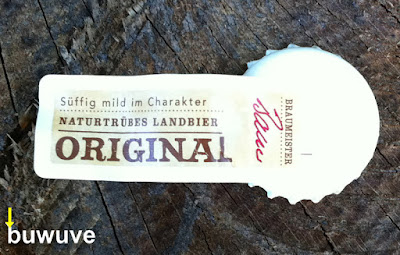 Süffig mild im Charakter
NATURTRÜBES LANDBIER
ORIGINAL
BRAUMEISTER
buwuve